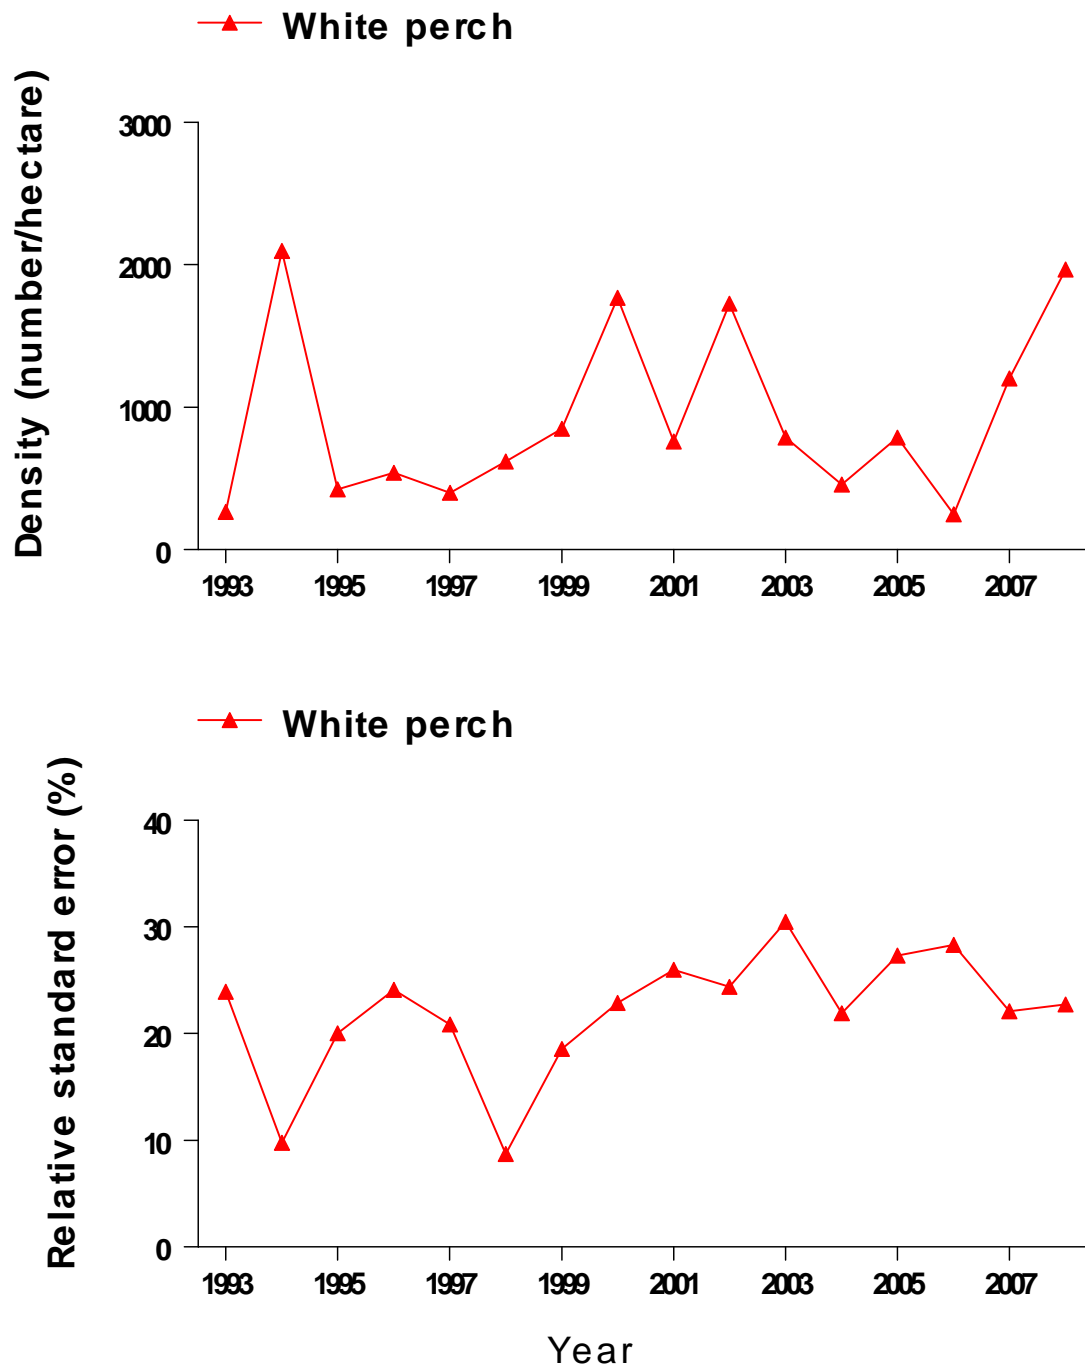 White perch
Density (number/hectare)
3000
2000
1000
0
1993 1995 1997 1999 2001 2003 2005 2007
White perch
Relative standard error (%)
40
30
20
10
0
1993 1995 1997 1999 2001 2003 2005 2007
Year